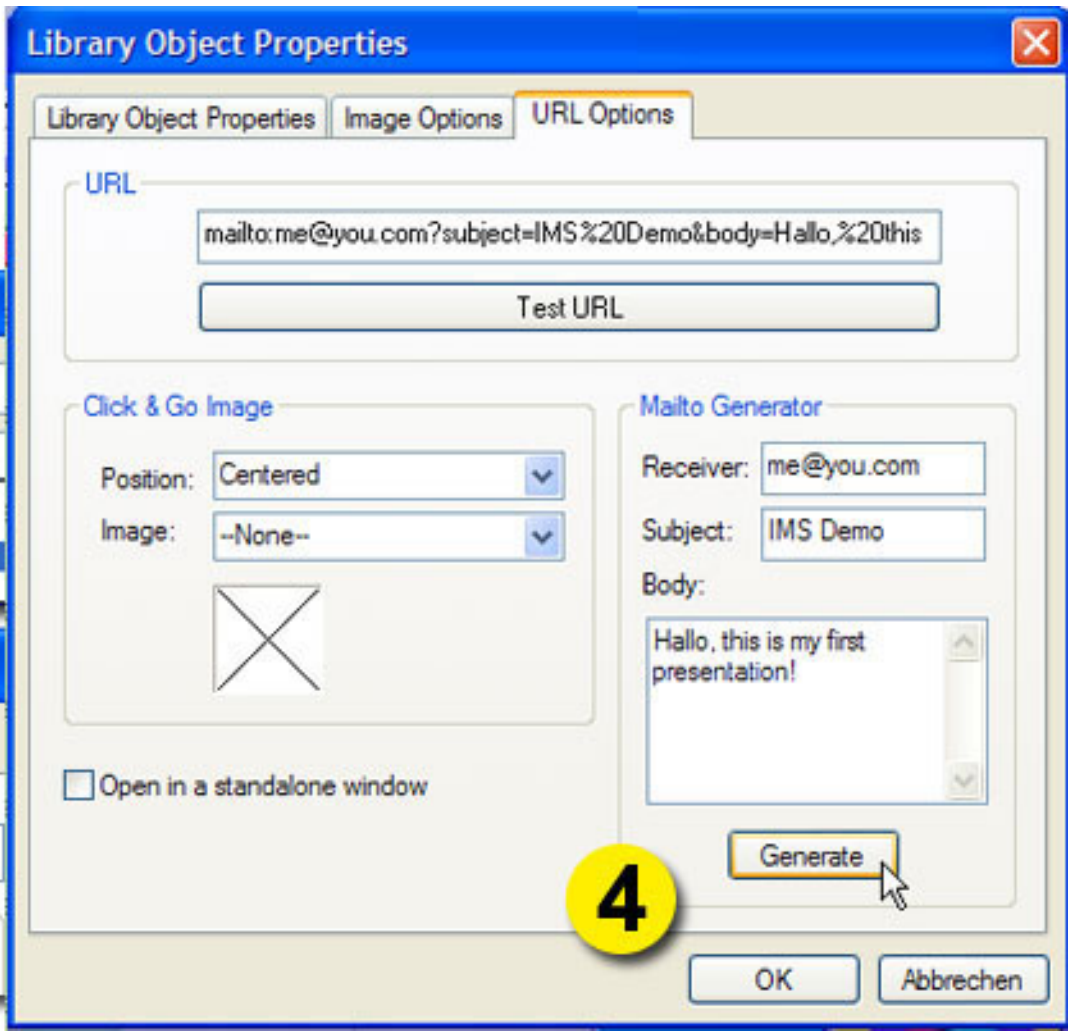 Library Object Properties
Library Object Properties Image Options URL Options
URL
mailto:me@you.com?subject=IMS%20Demo&body=Hallo,%20this
Test URL
Click & Go Image
Position: Centered
Image: --None--
Mailto Generator
Receiver: me@you.com
Subject: IMS Demo
Body:
Hallo, this is my first
presentation!
Open in a standalone window
Generate
4
OK Abbrechen